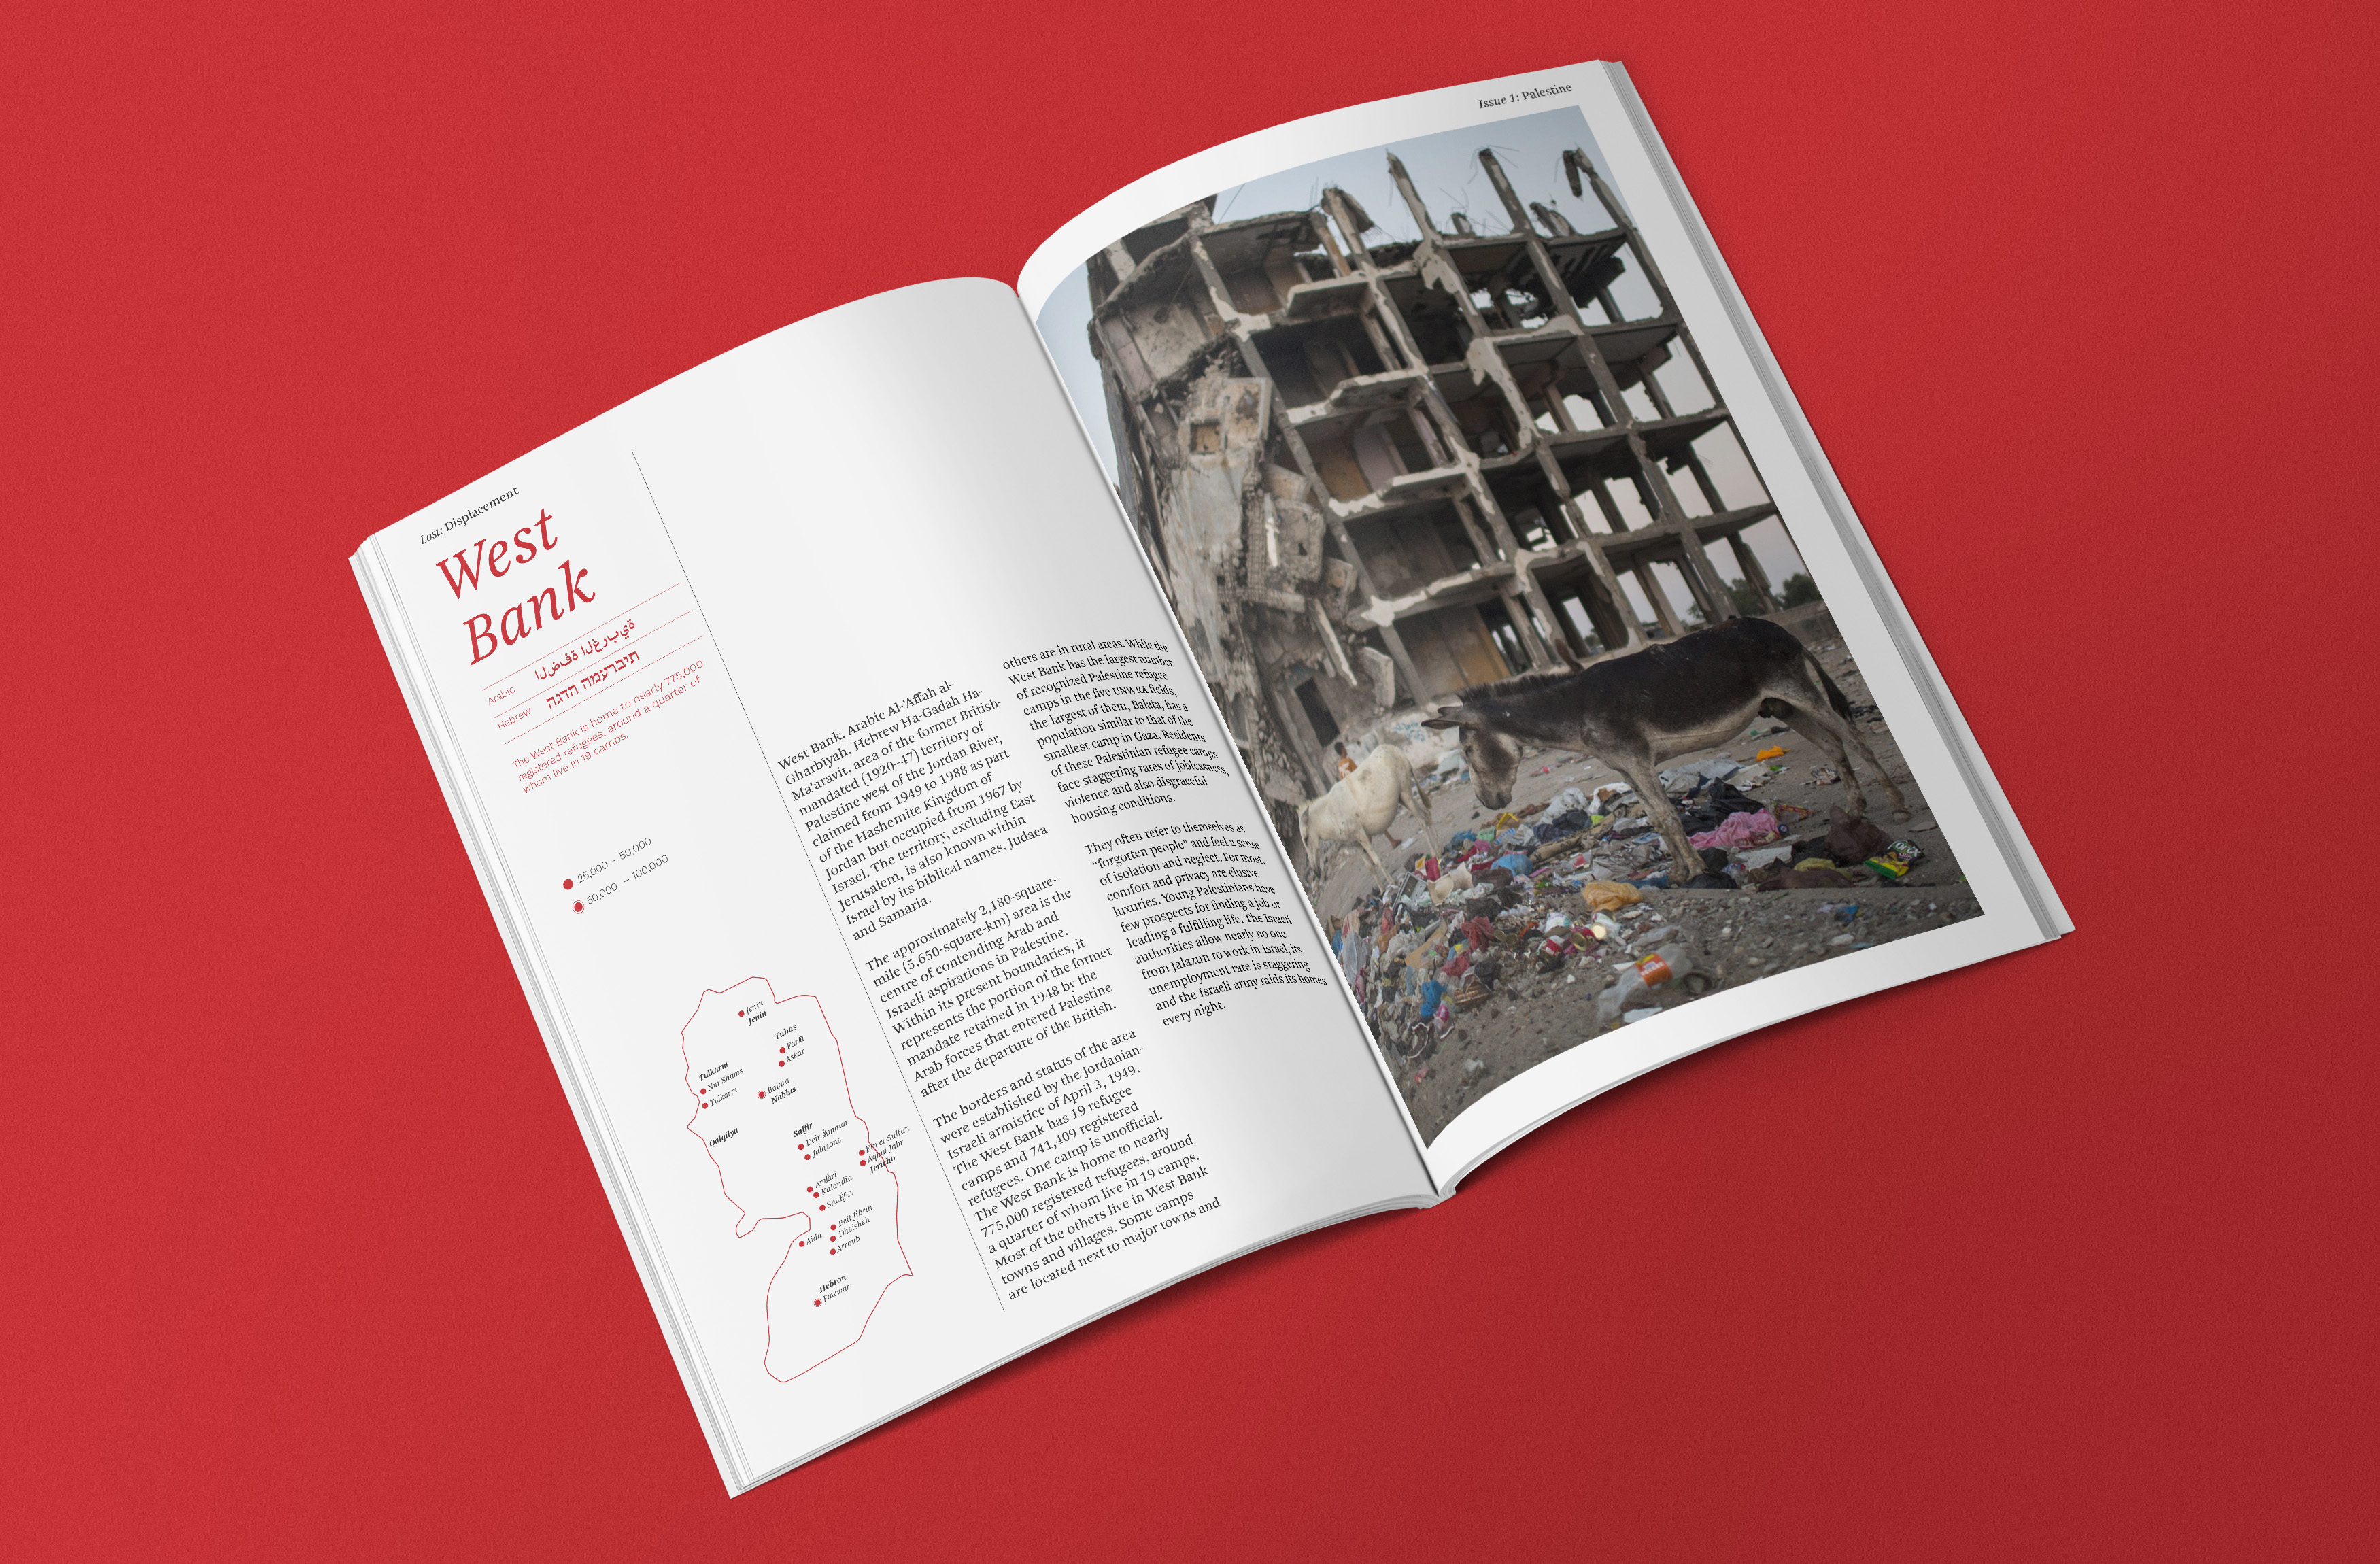 Lost: Displacement
West
Bank
Arabic ةيبرغلا ةفضلا
Hebrew תיברעמה הדגה
The West Bank is home to nearly 775,000
registered refugees, around a quarter of
whom live in 19 camps.
25,000 – 50,000
50,000 – 100,000
Jenin
Jenin
Tubas
Fari'a
Askar
Tulkarm
Nur Shams
Tulkarm
Balata
Nablus
Qalqilya
Salfir
Deir Ammar
Jalazone
Ein el-Sultan
Aqbat Jabr
Jericho
Am'ari
Kalandia
Shu'fat
Beit Jibrin
Dheisheh
Aida
Arroub
Hebron
Fawwar
West Bank, Arabic Al-'Affah al-
Gharbīyah, Hebrew Ha-Gadah Ha-
Ma'aravit, area of the former British-
mandated (1920–47) territory of
Palestine west of the Jordan River,
claimed from 1949 to 1988 as part
of the Hashemite Kingdom of
Jordan but occupied from 1967 by
Israel. The territory, excluding East
Jerusalem, is also known within
Israel by its biblical names, Judaea
and Samaria.
The approximately 2,180-square-
mile (5,650-square-km) area is the
centre of contending Arab and
Israeli aspirations in Palestine.
Within its present boundaries, it
represents the portion of the former
mandate retained in 1948 by the
Arab forces that entered Palestine
after the departure of the British.
The borders and status of the area
were established by the Jordanian-
Israeli armistice of April 3, 1949.
The West Bank has 19 refugee
camps and 741,409 registered
refugees. One camp is unofficial.
The West Bank is home to nearly
775,000 registered refugees, around
a quarter of whom live in 19 camps.
Most of the others live in West Bank
towns and villages. Some camps
are located next to major towns and
others are in rural areas. While the
West Bank has the largest number
of recognized Palestine refugee
camps in the five UNWRA fields,
the largest of them, Balata, has a
population similar to that of the
smallest camp in Gaza. Residents
of these Palestinian refugee camps
face staggering rates of joblessness,
violence and also disgraceful
housing conditions.
They often refer to themselves as
“forgotten people” and feel a sense
of isolation and neglect. For most,
comfort and privacy are elusive
luxuries. Young Palestinians have
few prospects for finding a job or
leading a fulfilling life. The Israeli
authorities allow nearly no one
from Jalazun to work in Israel, its
unemployment rate is staggering
and the Israeli army raids its homes
every night.
Issue 1: Palestine